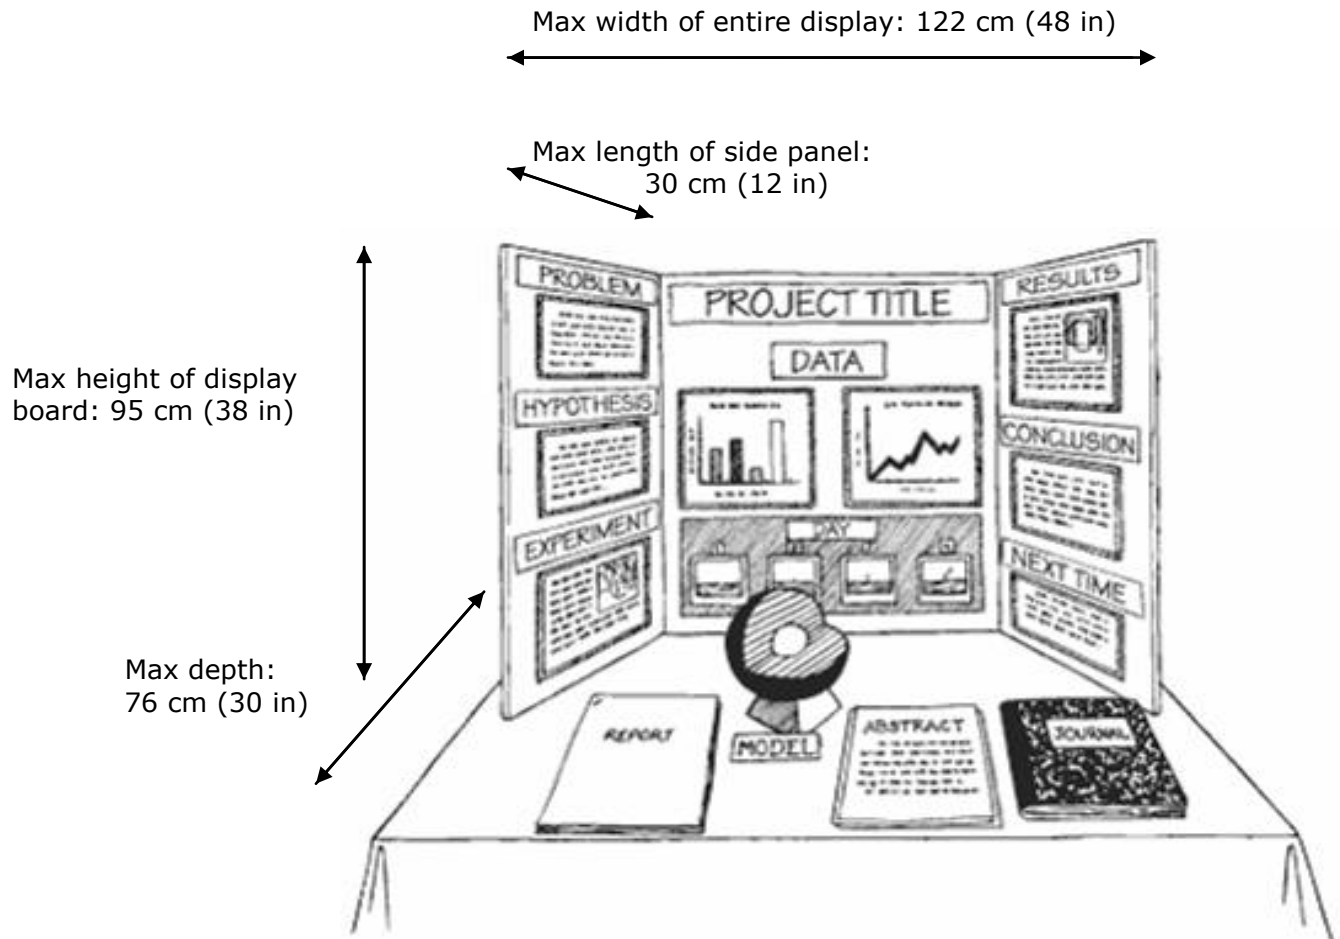 Max width of entire display: 122 cm (48 in)
Max length of side panel:
30 cm (12 in)
Max height of display
board: 95 cm (38 in)
Max depth:
76 cm (30 in)
PROBLEM
HYPOTHESIS
EXPERIMENT
PROJECT TITLE
DATA
DAY
RESULTS
CONCLUSION
NEXT TIME
REPORT
MODEL
ABSTRACT
JOURNAL